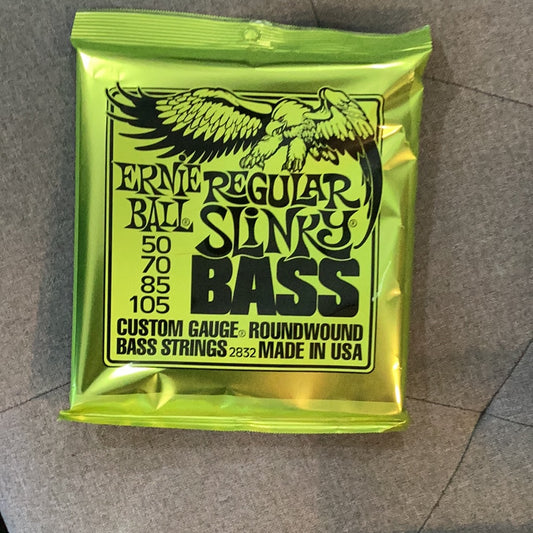 ERNIE BALL®
REGULAR SLINKY®
BASS
50
70
85
105
CUSTOM GAUGE® ROUNDWOUND
BASS STRINGS 2832 MADE IN USA